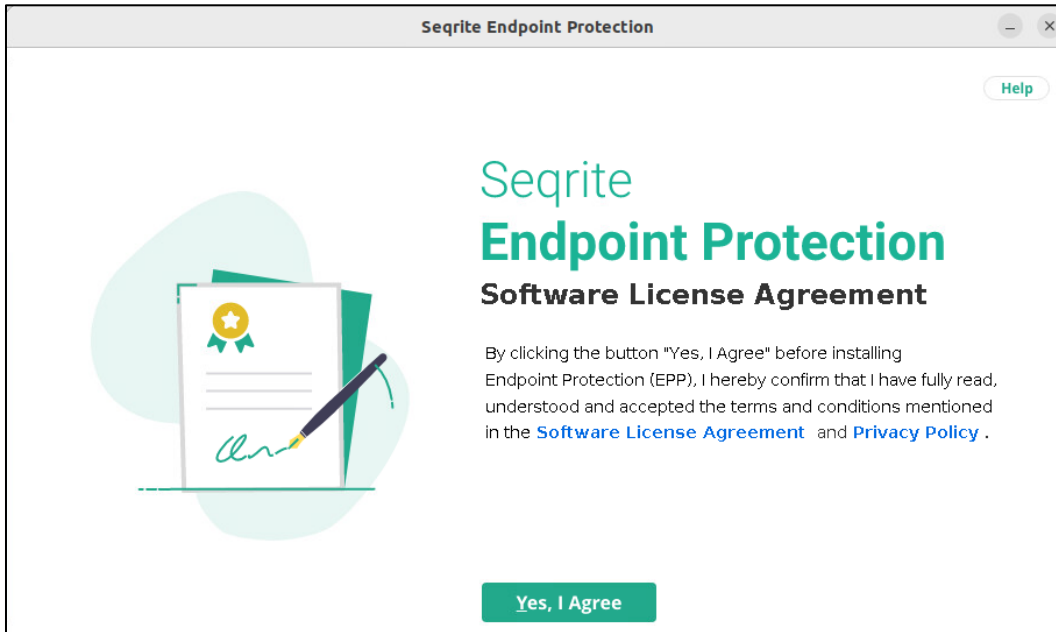 Seqrite Endpoint Protection
Help
Seqrite
Endpoint Protection
Software License Agreement
By clicking the button "Yes, I Agree" before installing
Endpoint Protection (EPP), I hereby confirm that I have fully read,
understood and accepted the terms and conditions mentioned
in the Software License Agreement and Privacy Policy .
Yes, I Agree